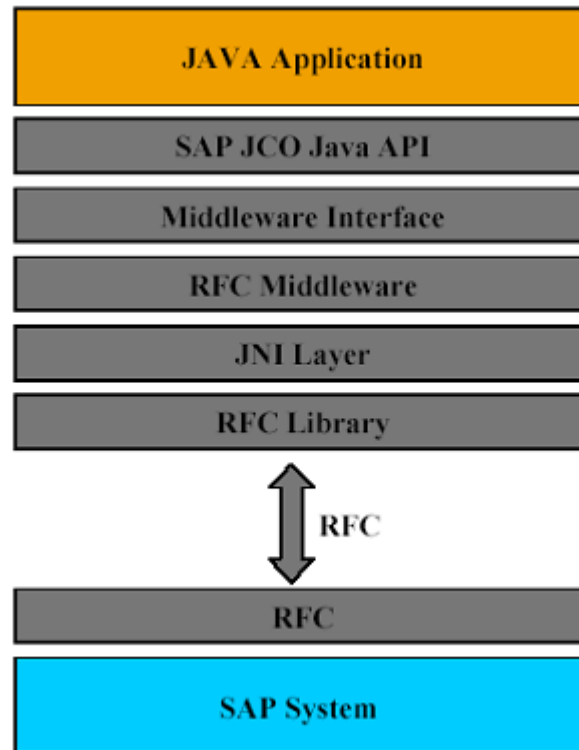 JAVA Application
SAP JCO Java API
Middleware Interface
RFC Middleware
JNI Layer
RFC Library
RFC
RFC
SAP System